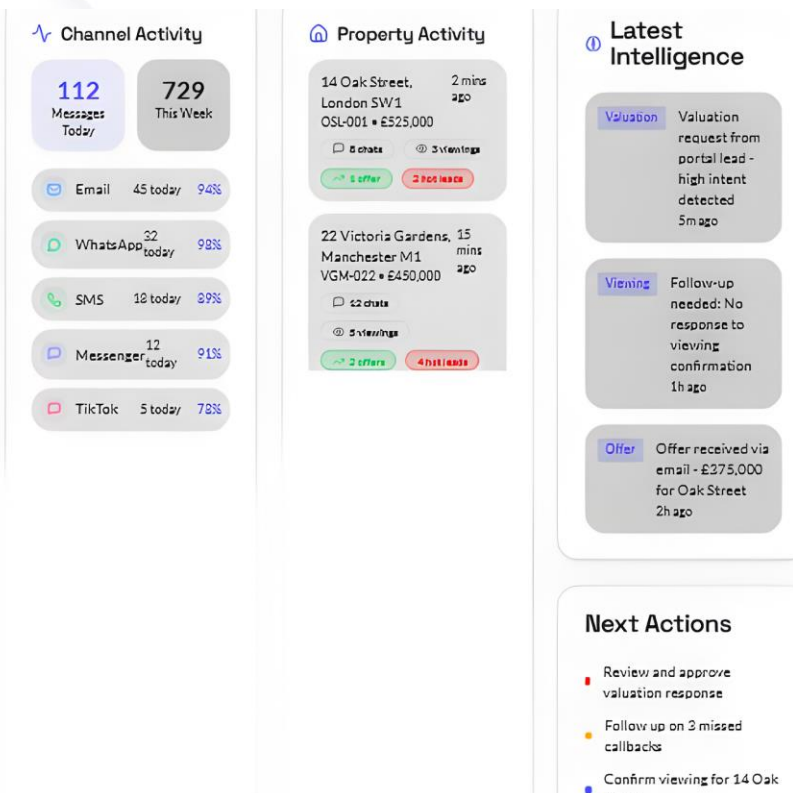 Channel Activity
112
Messages
Today
729
This Week
Email 45 today 94%
WhatsApp 32 today 98%
SMS 18 today 89%
Messenger 12 today 91%
TikTok 5 today 78%
Property Activity
14 Oak Street,
London SW1
2 mins
ago
OSL-001 • £525,000
8 chats 3 viewings
offer 2 hot leads
22 Victoria Gardens,
Manchester M1
15
mins
ago
VGM-022 • £450,000
12 chats
5 viewings
2 offers 4 hot leads
Latest
Intelligence
Valuation
Valuation
request from
portal lead -
high intent
detected
5m ago
Viewing
Follow-up
needed: No
response to
viewing
confirmation
1h ago
Offer
Offer received via
email - £275,000
for Oak Street
2h ago
Next Actions
Review and approve
valuation response
Follow up on 3 missed
callbacks
Confirm viewing for 14 Oak